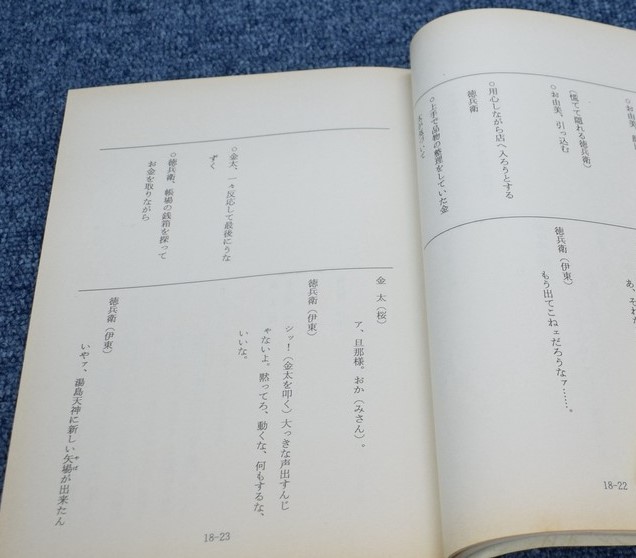 ○お由美、引っ込む
(慌てて隠れる徳兵衛)
徳兵衛
○用心しながら店へ入ろうとする
○上手で品物の整理をしていた金
徳兵衛(伊東)
もう出てこねェだろうなァ……。
18-22
○金太、一々反応して最後にうな
ずく
○徳兵衛、帳場の銭箱を探って
お金を取りながら
金 太(桜)
ア、旦那様。おか(みさん)。
徳兵衛(伊東)
シッ!(金太を叩く)大っきな声出すんじ
ゃないよ。黙ってろ、動くな、何もするな、
いいな。
徳兵衛(伊東)
いやァ、湯島天神に新しい矢場が出来たん
18-23